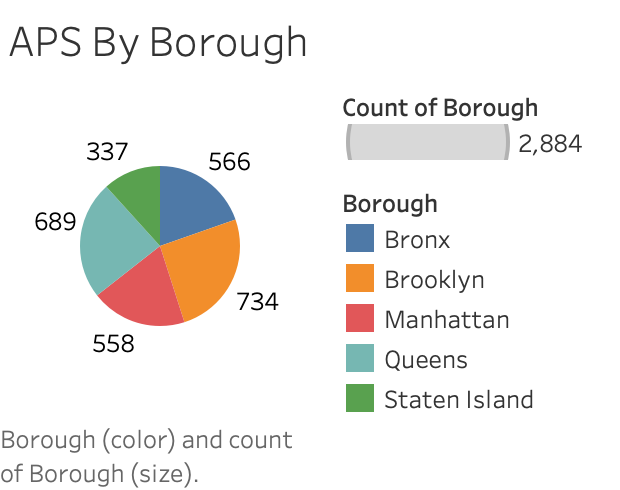 APS By Borough
Count of Borough
2,884
337
566
689
734
558
Borough
Bronx
Brooklyn
Manhattan
Queens
Staten Island
Borough (color) and count
of Borough (size).